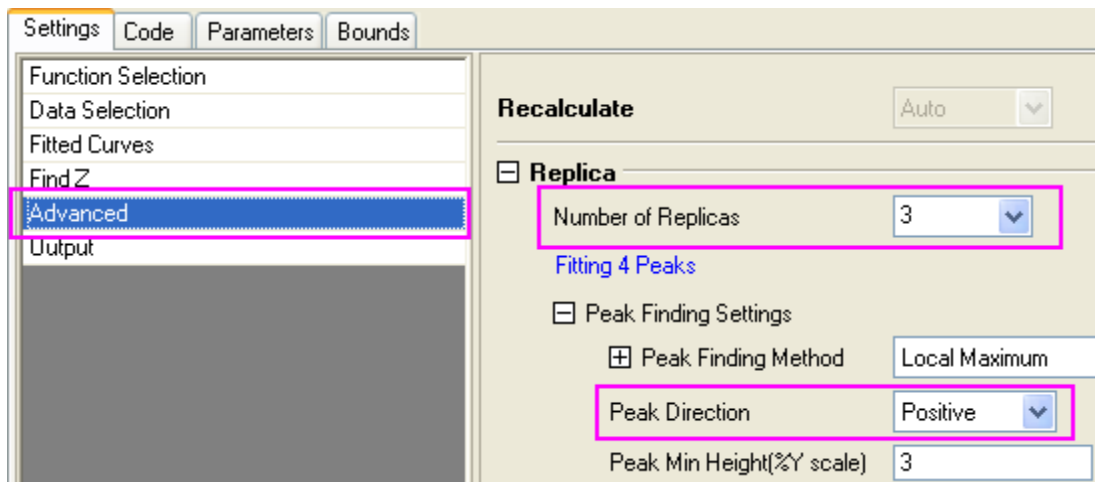 Settings Code Parameters Bounds
Function Selection
Data Selection
Fitted Curves
Find Z
Advanced
Output
Recalculate Auto
Replica
Number of Replicas 3
Fitting 4 Peaks
Peak Finding Settings
Peak Finding Method Local Maximum
Peak Direction Positive
Peak Min Height(%Y scale) 3